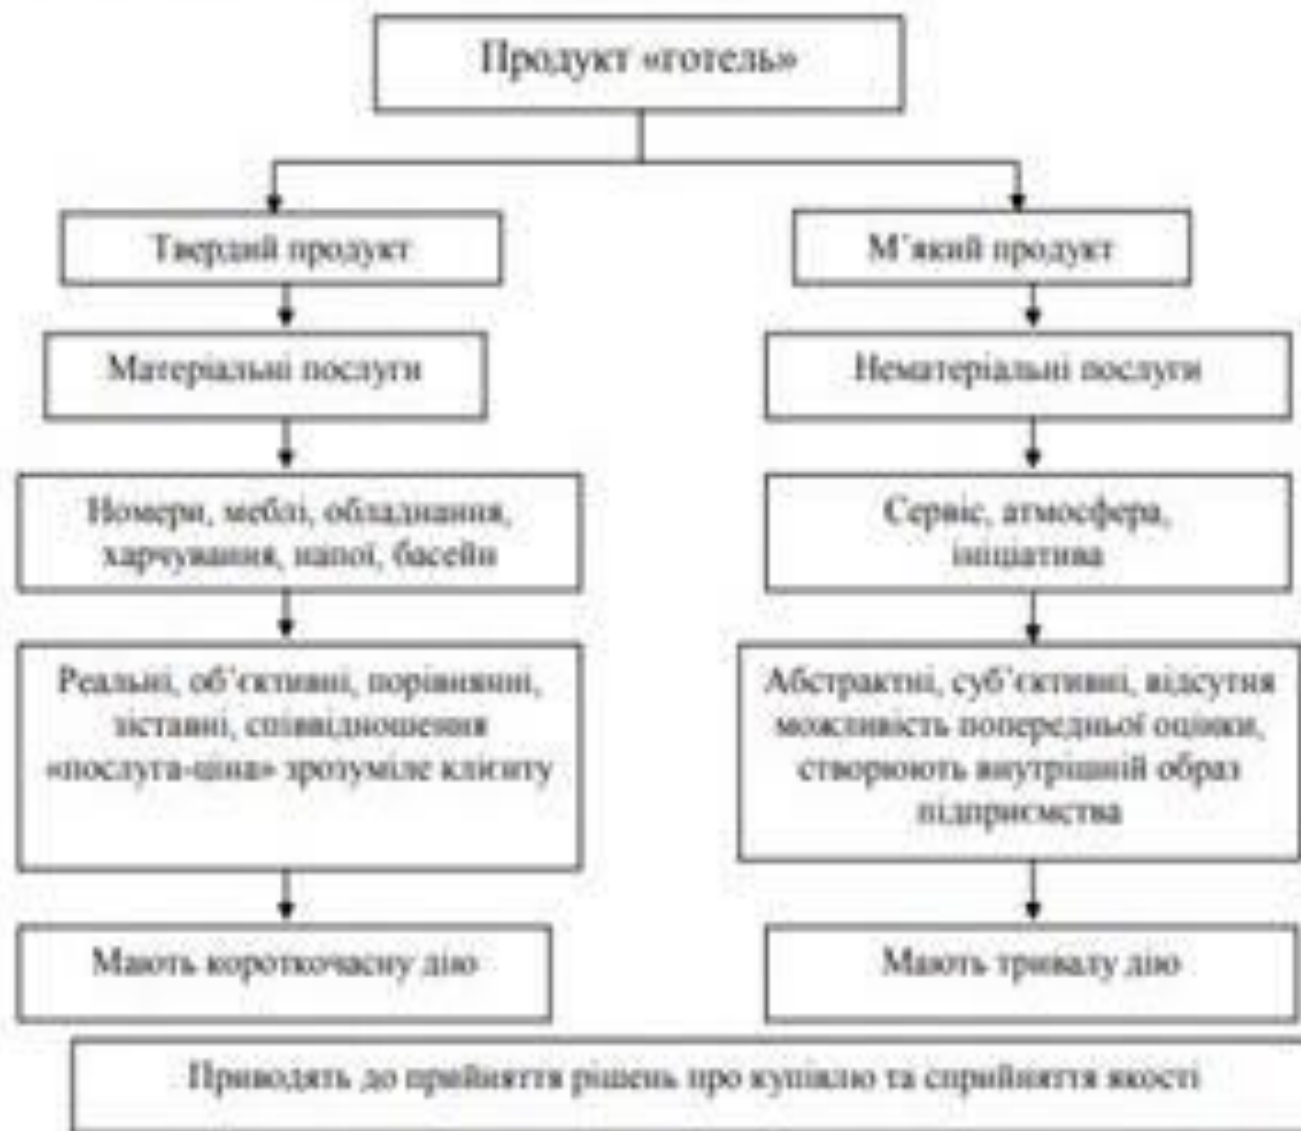 Продукт «готель»
Твердий продукт
М´який продукт
Матеріальні послуги
Нематеріальні послуги
Номери, меблі, обладнання,
харчування, напої, басейн
Сервіс, атмосфера,
ініціатива
Реальні, об’єктивні, порівнянні,
зіставні, співвідношення
«послуга-ціна» зрозуміле клієнту
Абстрактні, суб’єктивні, відсутня
можливість попередньої оцінки,
створюють внутрішній образ
підприємства
Мають короткочасну дію
Мають тривалу дію
Приводять до прийняття рішень про купівлю та сприйняття якості